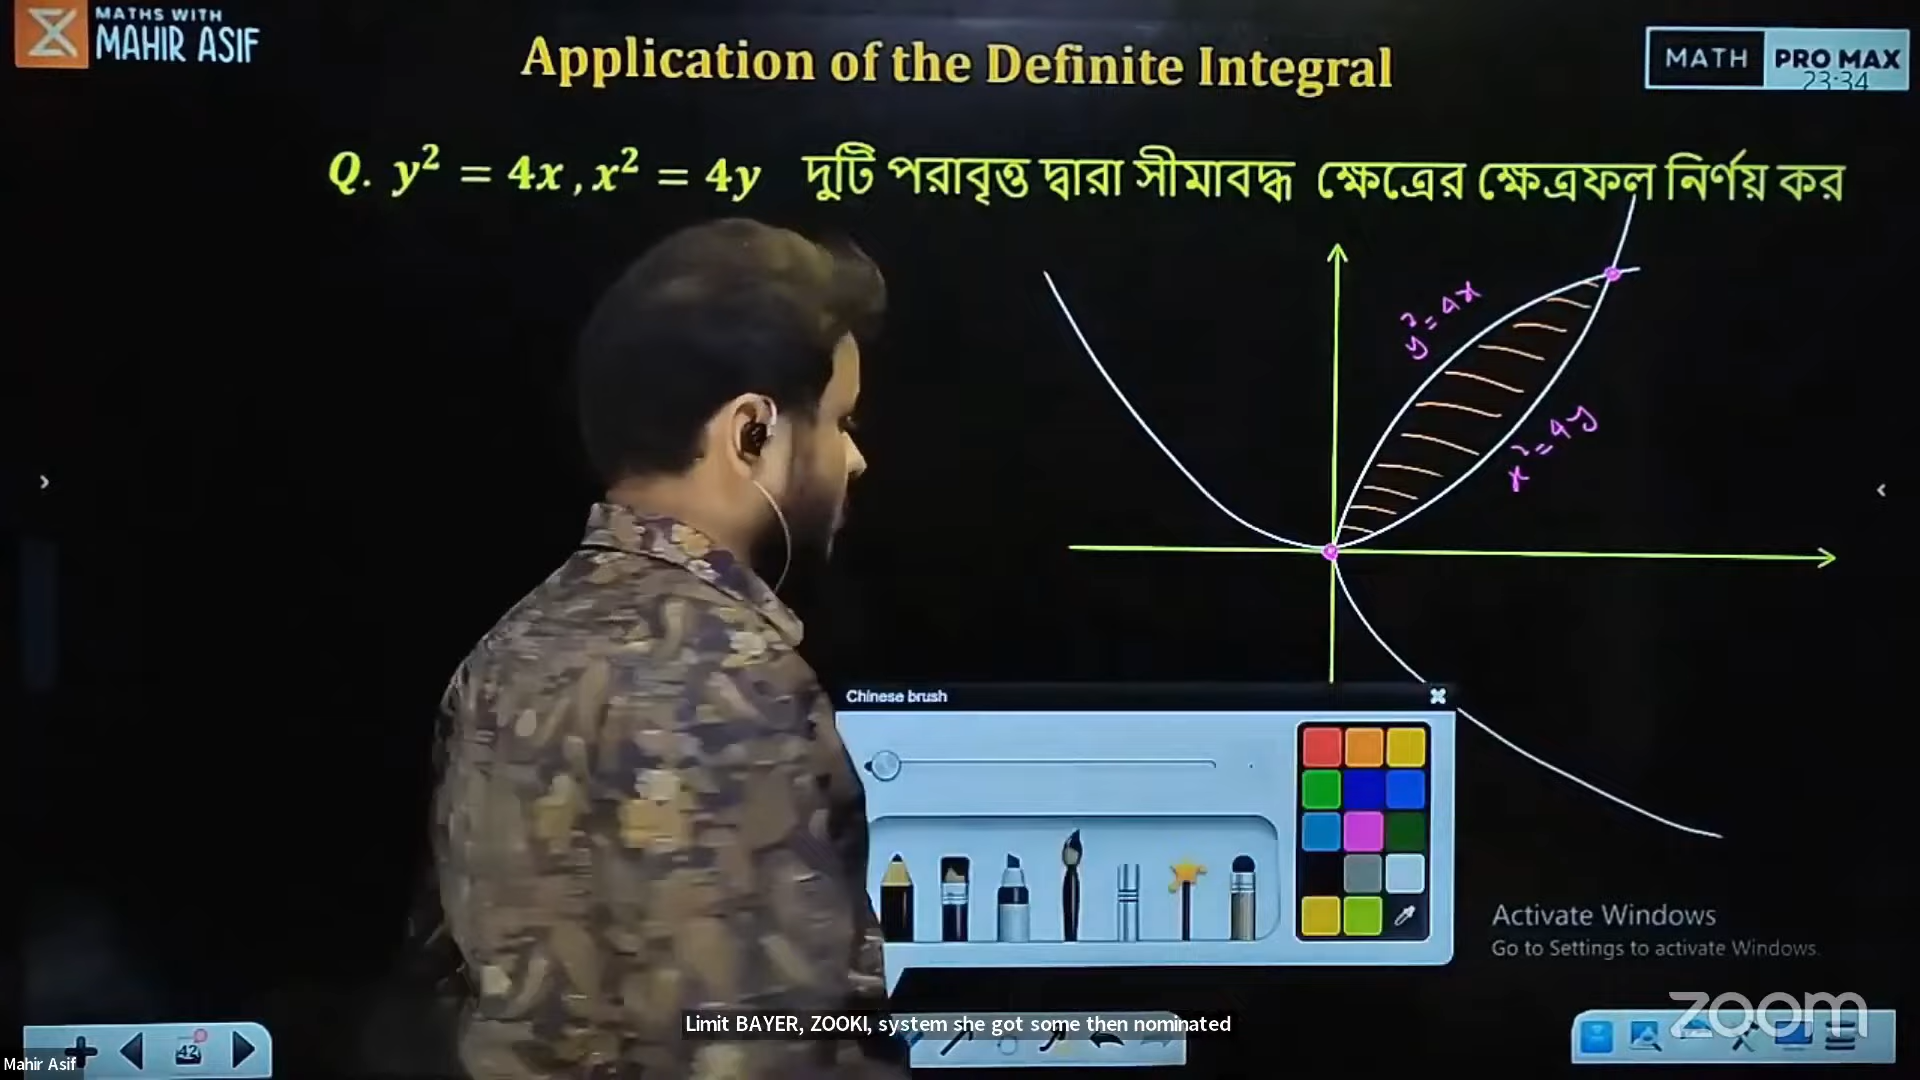 MATHS WITH
MAHIR ASIF
Application of the Definite Integral
MATH PRO MAX
23:34
Q. y² = 4x , x² = 4y দুটি পরাবৃত্ত দ্বারা সীমাবদ্ধ ক্ষেত্রের ক্ষেত্রফল নির্ণয় কর
y² = 4x
x² = 4y
Chinese brush
Activate Windows
Go to Settings to activate Windows.
zoom
Limit BAYER, ZOOKI, system she got some then nominated
42
Mahir Asif